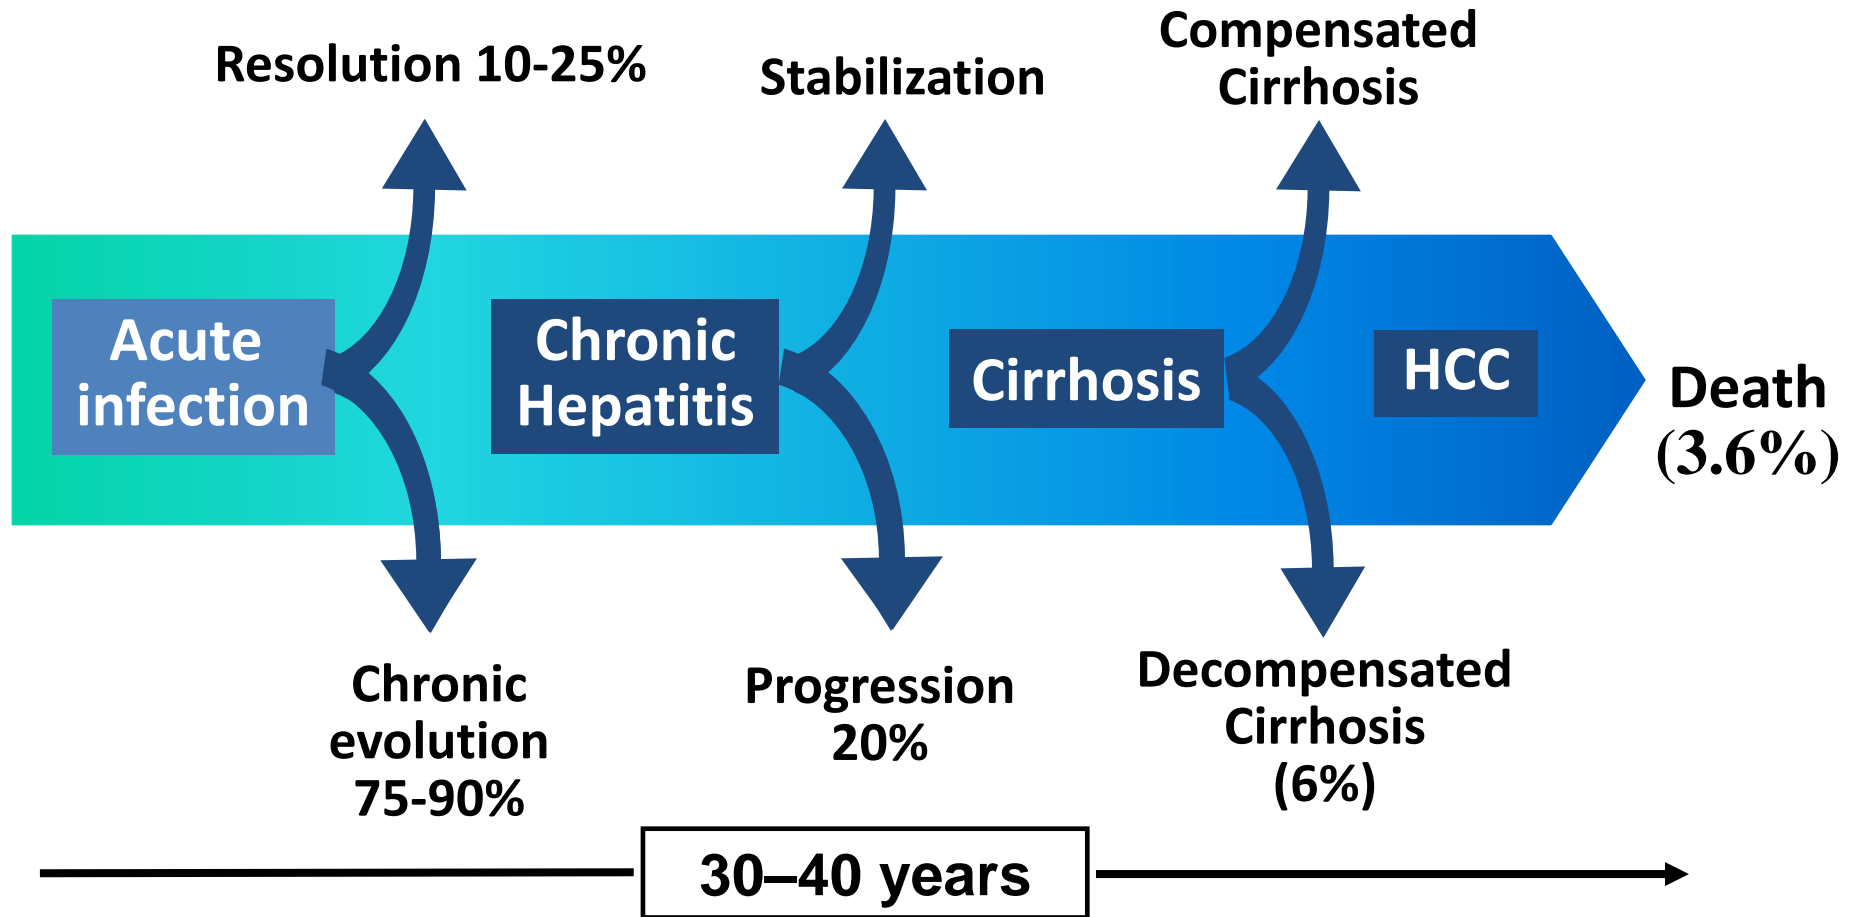 Resolution 10-25%
Stabilization
Compensated
Cirrhosis
Acute
infection
Chronic
Hepatitis
Cirrhosis
HCC
Death
(3.6%)
Chronic
evolution
75-90%
Progression
20%
Decompensated
Cirrhosis
(6%)
30–40 years